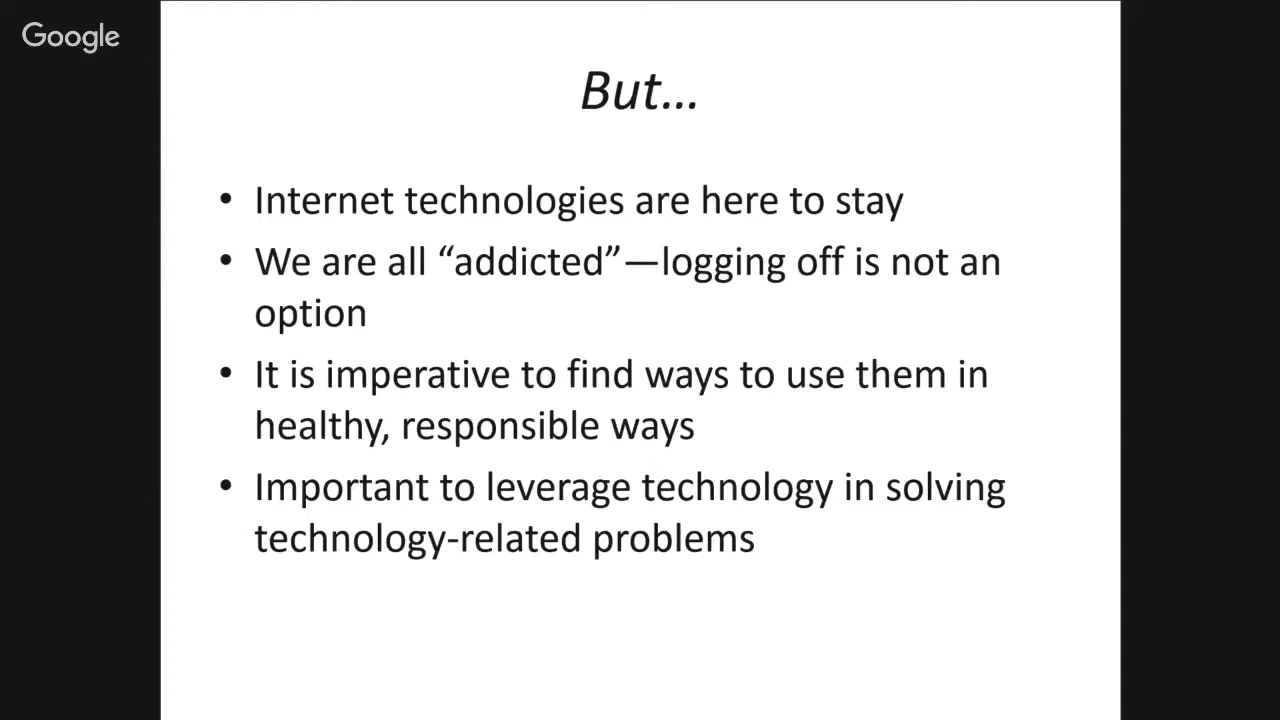 Google
But...
• Internet technologies are here to stay
• We are all “addicted”—logging off is not an
option
• It is imperative to find ways to use them in
healthy, responsible ways
• Important to leverage technology in solving
technology-related problems